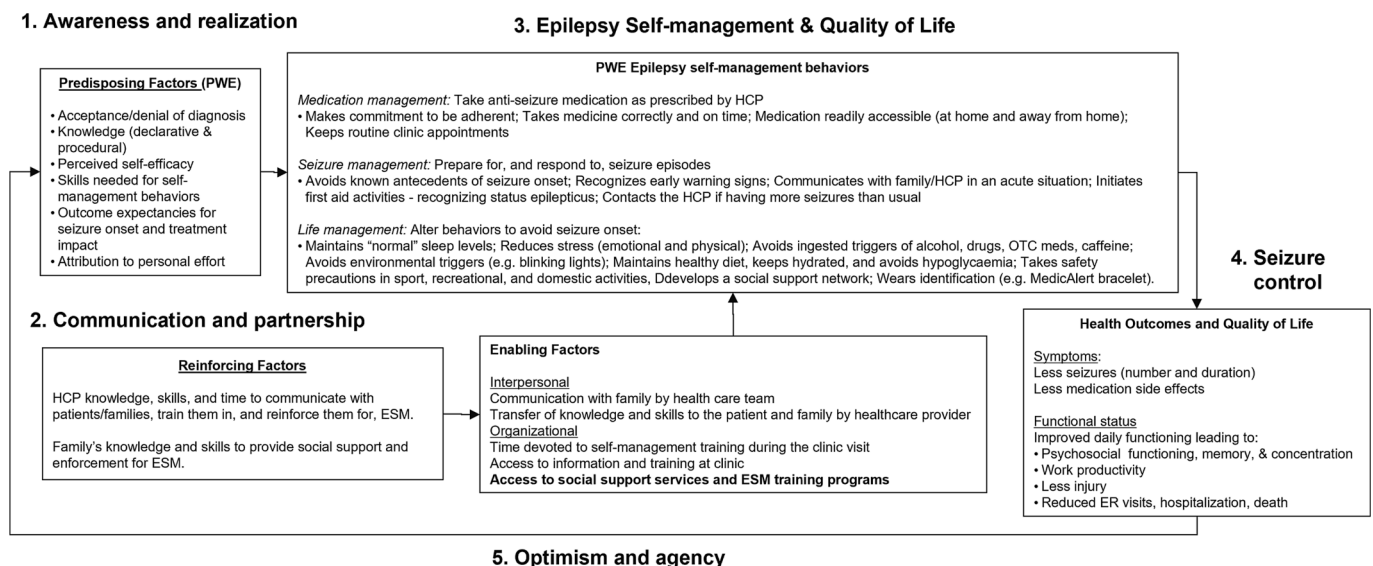 1. Awareness and realization
3. Epilepsy Self-management & Quality of Life
Predisposing Factors (PWE)
• Acceptance/denial of diagnosis
• Knowledge (declarative &
procedural)
• Perceived self-efficacy
• Skills needed for self-
management behaviors
• Outcome expectancies for
seizure onset and treatment
impact
• Attribution to personal effort
PWE Epilepsy self-management behaviors
Medication management: Take anti-seizure medication as prescribed by HCP
• Makes commitment to be adherent; Takes medicine correctly and on time; Medication readily accessible (at home and away from home);
Keeps routine clinic appointments
Seizure management: Prepare for, and respond to, seizure episodes
• Avoids known antecedents of seizure onset; Recognizes early warning signs; Communicates with family/HCP in an acute situation; Initiates
first aid activities - recognizing status epilepticus; Contacts the HCP if having more seizures than usual
Life management: Alter behaviors to avoid seizure onset:
• Maintains “normal” sleep levels; Reduces stress (emotional and physical); Avoids ingested triggers of alcohol, drugs, OTC meds, caffeine;
Avoids environmental triggers (e.g. blinking lights); Maintains healthy diet, keeps hydrated, and avoids hypoglycaemia; Takes safety
precautions in sport, recreational, and domestic activities, Ddevelops a social support network; Wears identification (e.g. MedicAlert bracelet).
2. Communication and partnership
Reinforcing Factors
HCP knowledge, skills, and time to communicate with
patients/families, train them in, and reinforce them for, ESM.
Family’s knowledge and skills to provide social support and
enforcement for ESM.
Enabling Factors
Interpersonal
Communication with family by health care team
Transfer of knowledge and skills to the patient and family by healthcare provider
Organizational
Time devoted to self-management training during the clinic visit
Access to information and training at clinic
Access to social support services and ESM training programs
4. Seizure
control
Health Outcomes and Quality of Life
Symptoms:
Less seizures (number and duration)
Less medication side effects
Functional status
Improved daily functioning leading to:
• Psychosocial functioning, memory, & concentration
• Work productivity
• Less injury
• Reduced ER visits, hospitalization, death
5. Optimism and agency